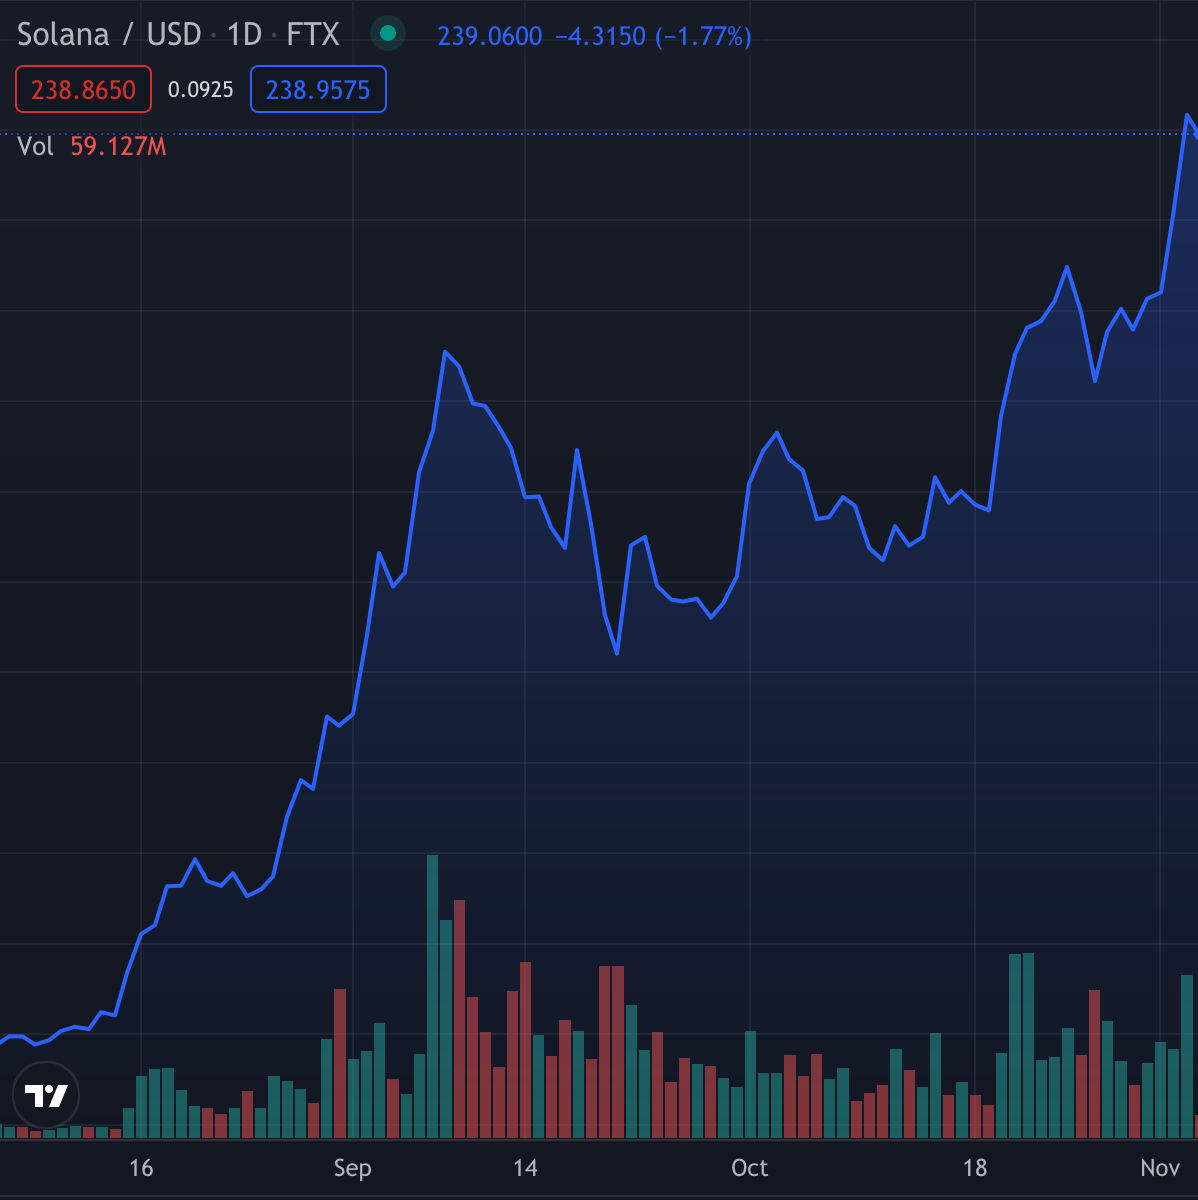 Solana / USD · 1D · FTX 239.0600 −4.3150 (−1.77%)
238.8650 0.0925 238.9575
Vol 59.127M
16 Sep 14 Oct 18 Nov